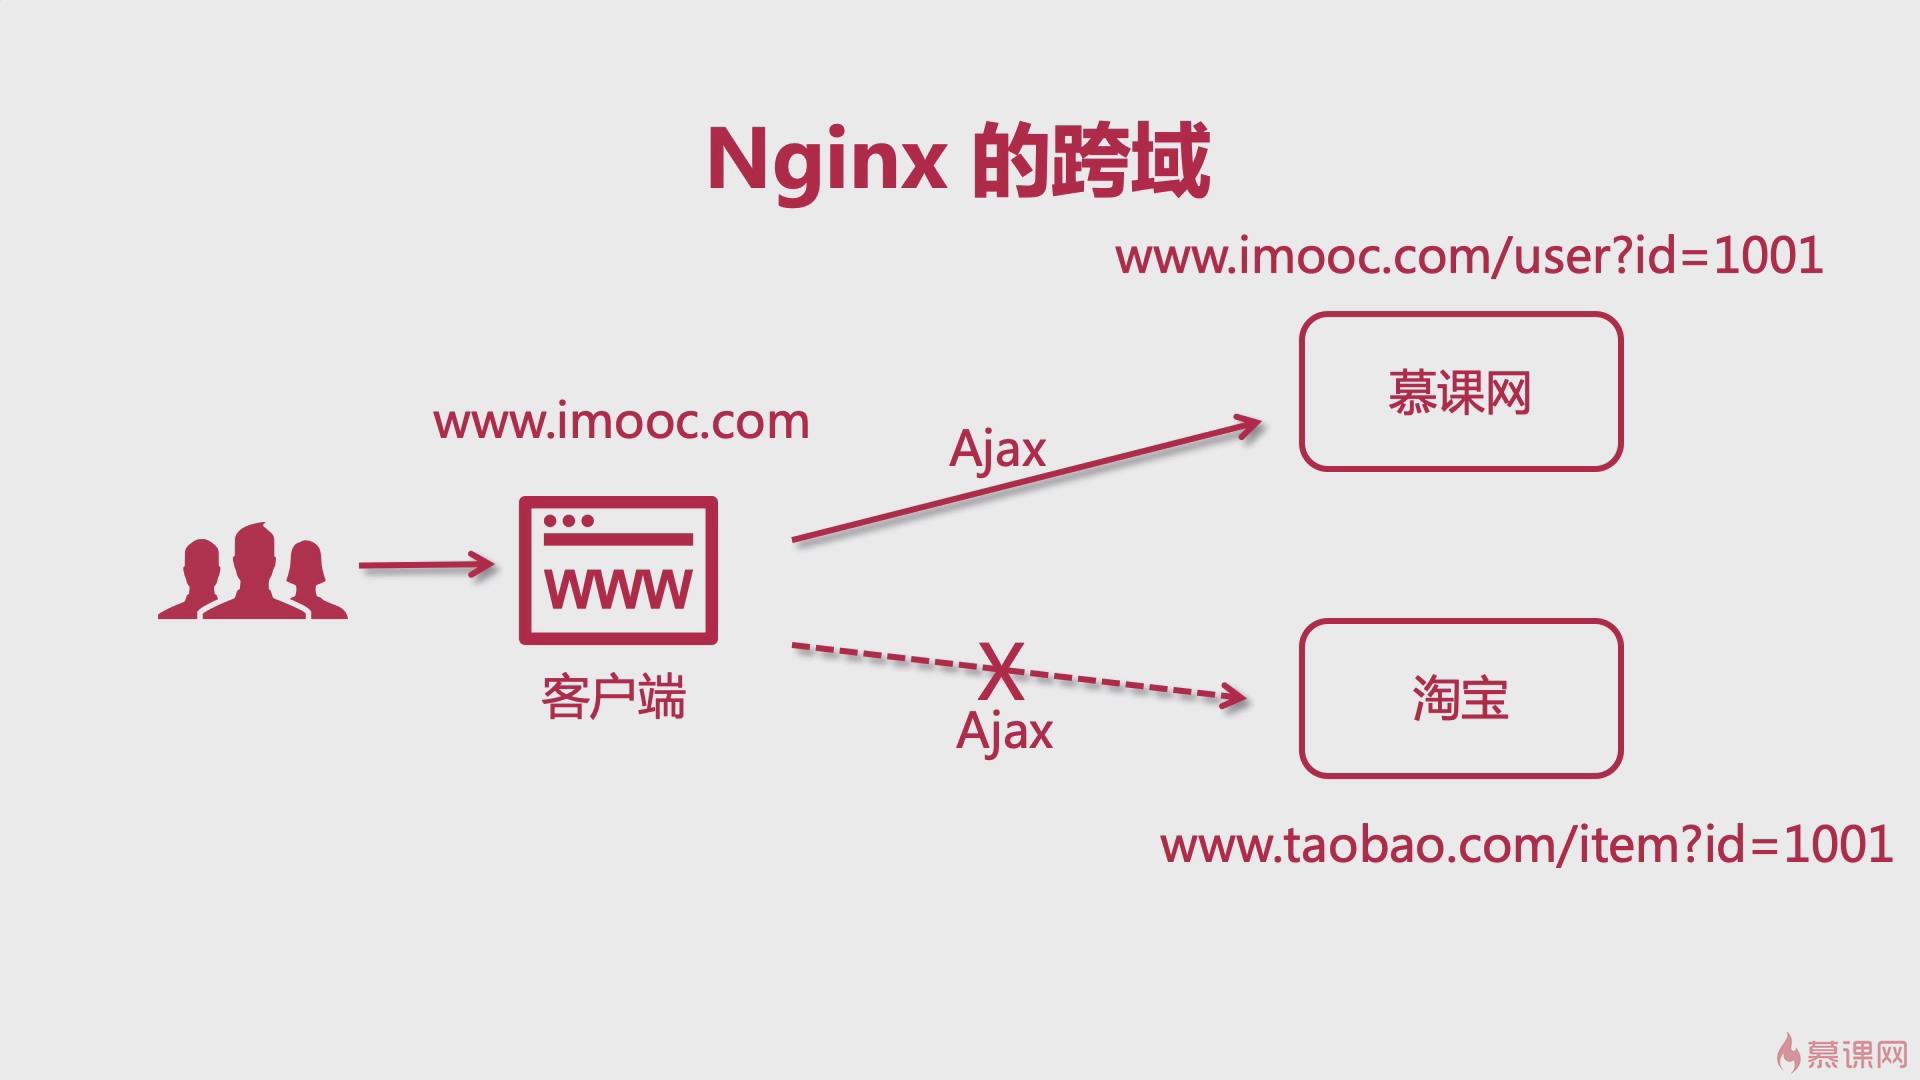 Nginx 的跨域
www.imooc.com/user?id=1001
慕课网
www.imooc.com
Ajax
www
客户端
X
Ajax
淘宝
www.taobao.com/item?id=1001
慕课网